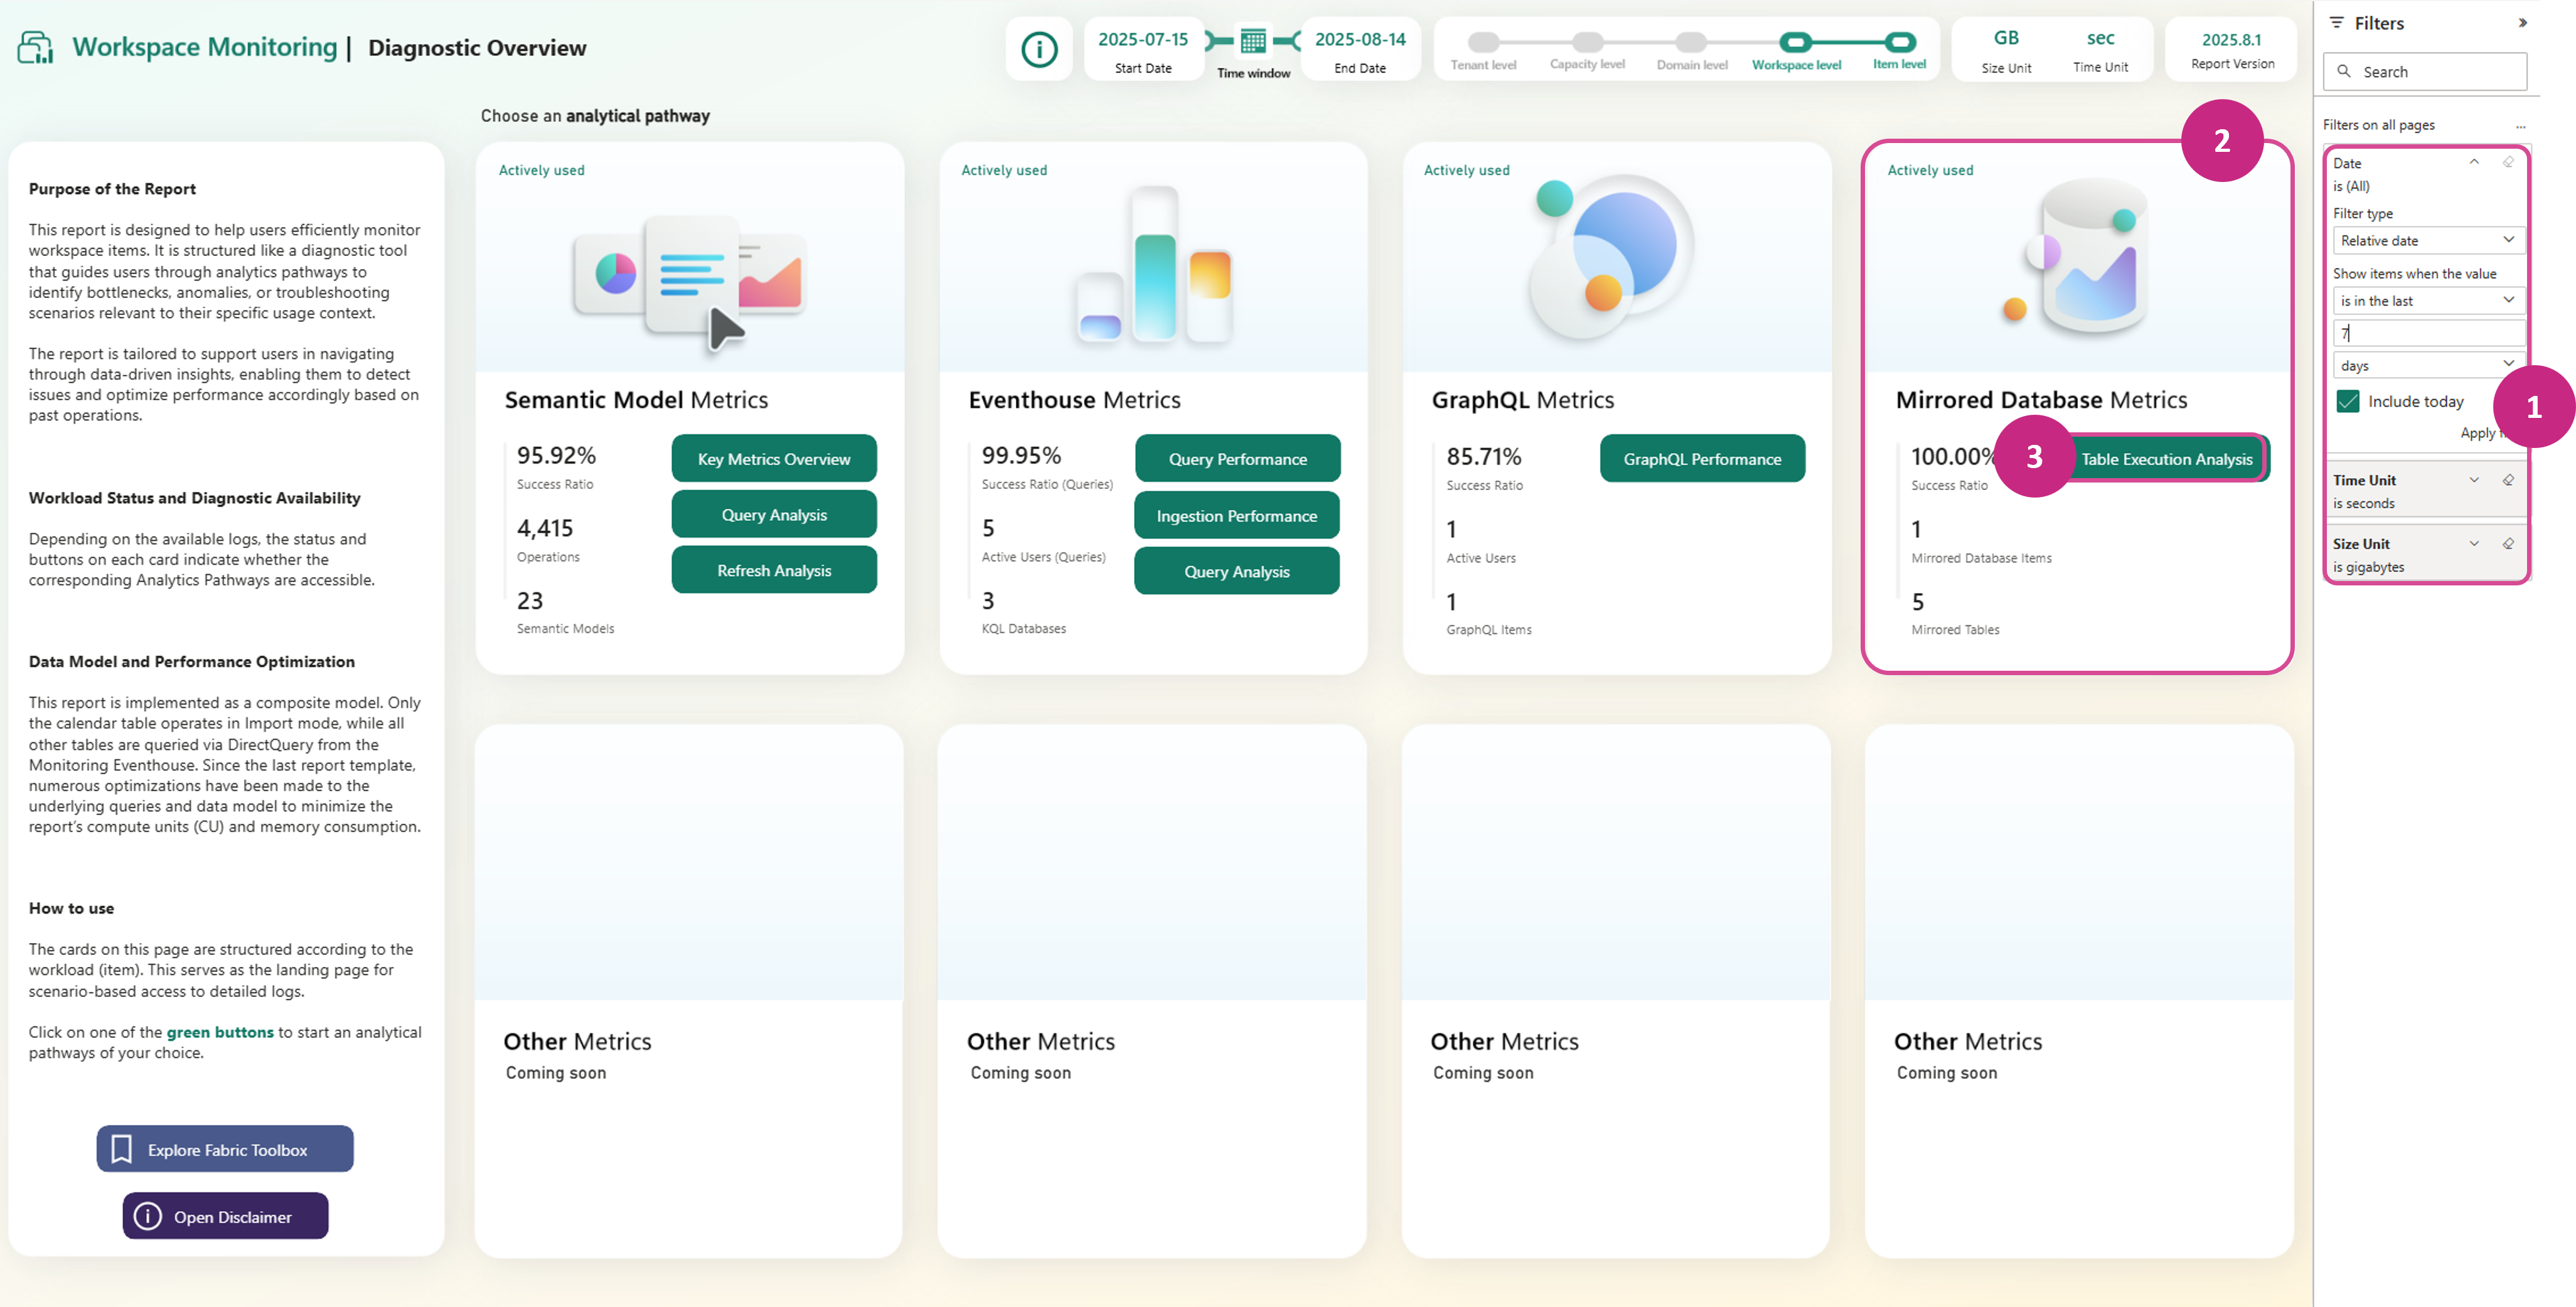 Workspace Monitoring | Diagnostic Overview
2025-07-15
Start Date
Time window
2025-08-14
End Date
Tenant level
Capacity level
Domain level
Workspace level
Item level
GB
Size Unit
sec
Time Unit
2025.8.1
Report Version
Choose an analytical pathway
Purpose of the Report
This report is designed to help users efficiently monitor
workspace items. It is structured like a diagnostic tool
that guides users through analytics pathways to
identify bottlenecks, anomalies, or troubleshooting
scenarios relevant to their specific usage context.
The report is tailored to support users in navigating
through data-driven insights, enabling them to detect
issues and optimize performance accordingly based on
past operations.
Workload Status and Diagnostic Availability
Depending on the available logs, the status and
buttons on each card indicate whether the
corresponding Analytics Pathways are accessible.
Data Model and Performance Optimization
This report is implemented as a composite model. Only
the calendar table operates in Import mode, while all
other tables are queried via DirectQuery from the
Monitoring Eventhouse. Since the last report template,
numerous optimizations have been made to the
underlying queries and data model to minimize the
report's compute units (CU) and memory consumption.
How to use
The cards on this page are structured according to the
workload (item). This serves as the landing page for
scenario-based access to detailed logs.
Click on one of the green buttons to start an analytical
pathways of your choice.
Explore Fabric Toolbox
Open Disclaimer
Actively used
Semantic Model Metrics
95.92%
Success Ratio
4,415
Operations
23
Semantic Models
Key Metrics Overview
Query Analysis
Refresh Analysis
Actively used
Eventhouse Metrics
99.95%
Success Ratio (Queries)
5
Active Users (Queries)
3
KQL Databases
Query Performance
Ingestion Performance
Query Analysis
Actively used
GraphQL Metrics
85.71%
Success Ratio
1
Active Users
1
GraphQL Items
GraphQL Performance
2
Actively used
Mirrored Database Metrics
100.00%
Success Ratio
1
Mirrored Database Items
5
Mirrored Tables
3
Table Execution Analysis
Other Metrics
Coming soon
Other Metrics
Coming soon
Other Metrics
Coming soon
Other Metrics
Coming soon
Filters
Search
Filters on all pages
...
Date
is (All)
Filter type
Relative date
Show items when the value
is in the last
7
days
Include today
1
Apply
Time Unit
is seconds
Size Unit
is gigabytes